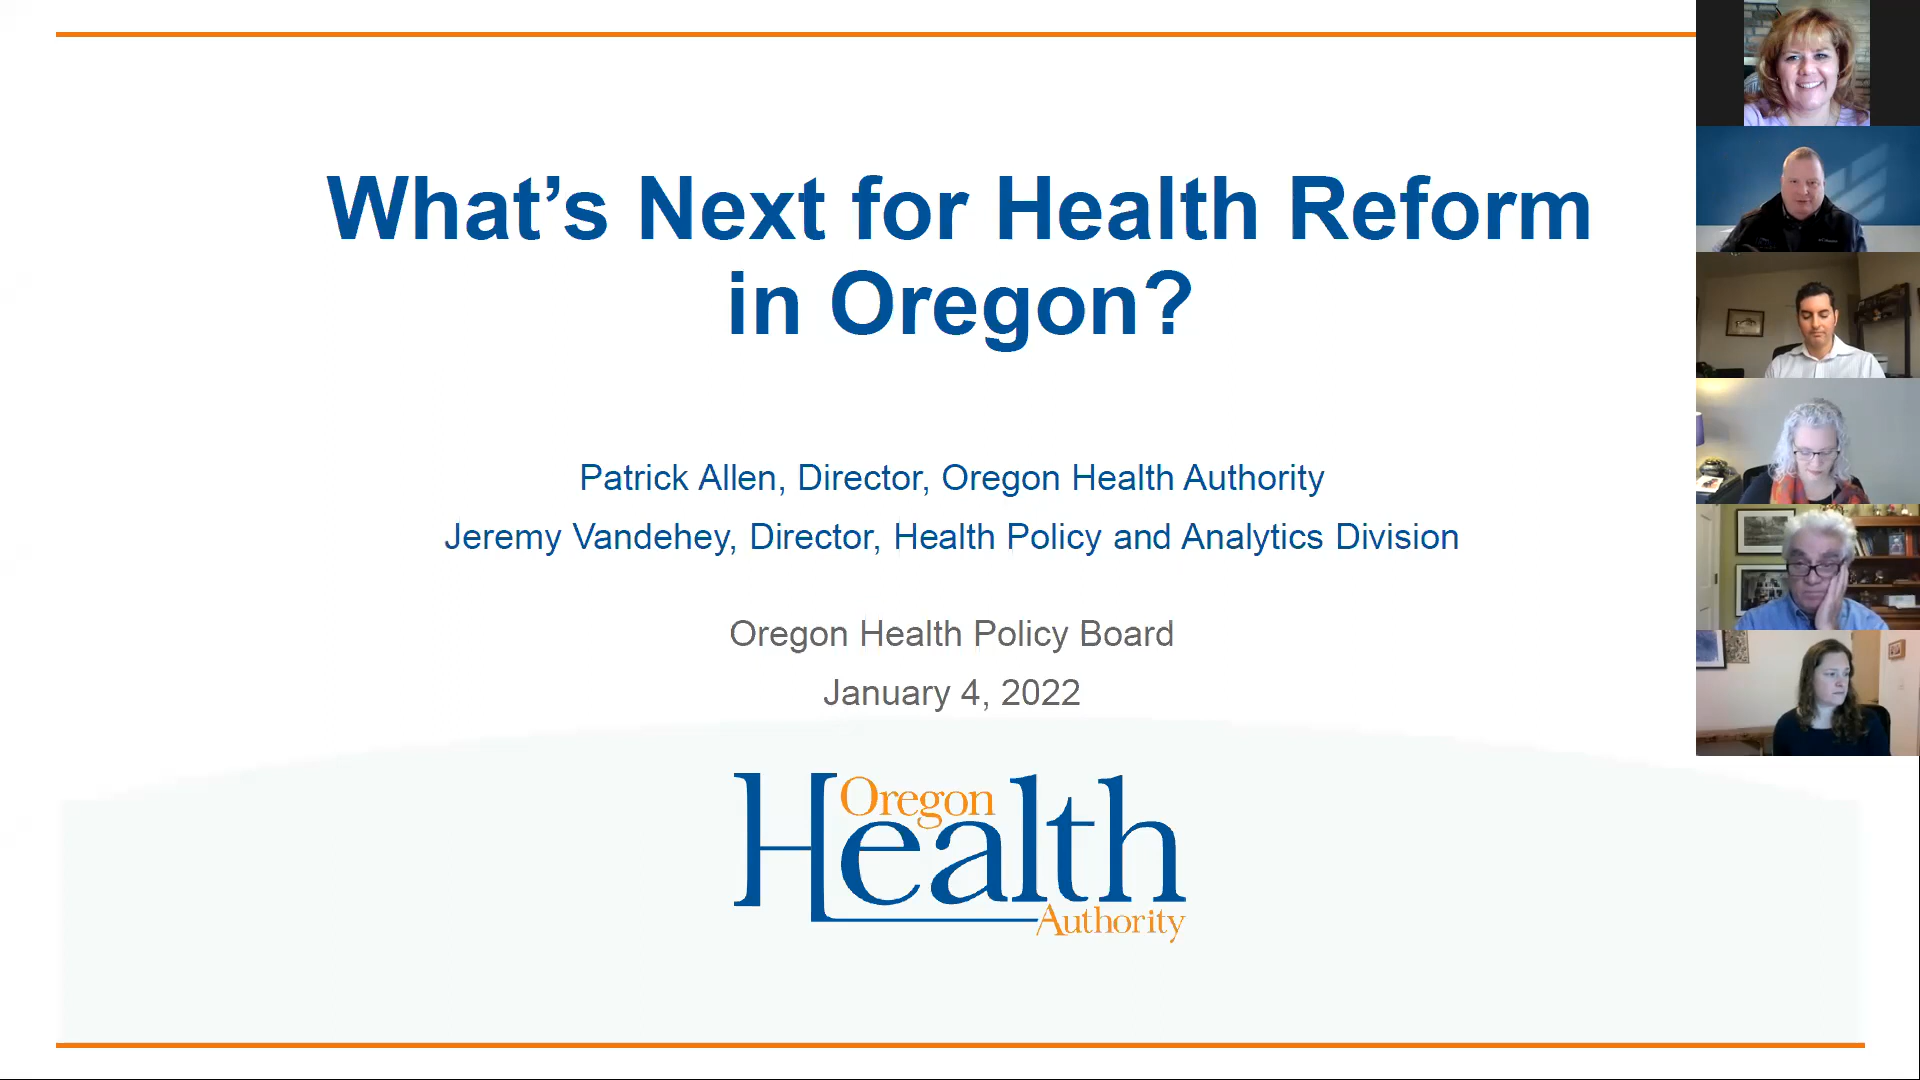 What's Next for Health Reform
in Oregon?
Patrick Allen, Director, Oregon Health Authority
Jeremy Vandehey, Director, Health Policy and Analytics Division
Oregon Health Policy Board
January 4, 2022
Oregon
Health
Authority